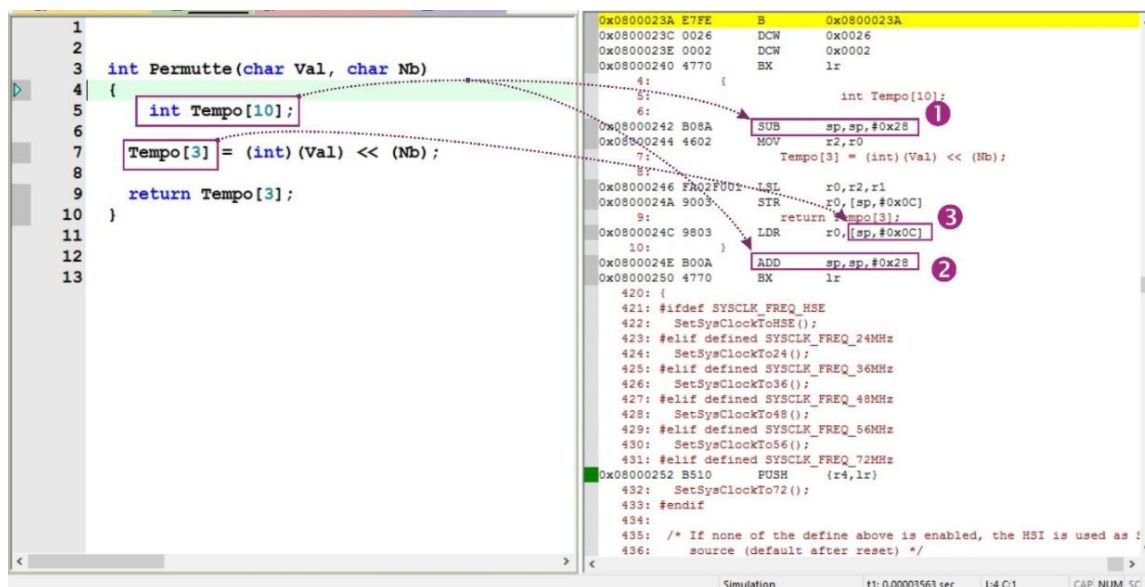 1
2
3 int Permutte(char Val, char Nb)
4 {
5 int Tempo[10];
6
7 Tempo[3] = (int)(Val) << (Nb);
8
9 return Tempo[3];
10 }
11
12
13
0x0800023A E7FE B 0x0800023A
0x0800023C 0026 DCW 0x0026
0x0800023E 0002 DCW 0x0002
0x08000240 4770 BX lr
4: {
5: int Tempo[10];
6:
0x08000242 B08A SUB sp,sp,#0x28 1
0x08000244 4602 MOV r2,r0
7: Tempo[3] = (int)(Val) << (Nb);
8:
0x08000246 FA02F001 LSL r0,r2,r1
0x0800024A 9003 STR r0,[sp,#0x0C]
9: return Tempo[3]; 3
0x0800024C 9803 LDR r0,[sp,#0x0C]
10: }
0x0800024E B00A ADD sp,sp,#0x28 2
0x08000250 4770 BX lr
420: {
421: #ifdef SYSCLK_FREQ_HSE
422: SetSysClockToHSE();
423: #elif defined SYSCLK_FREQ_24MHz
424: SetSysClockTo24();
425: #elif defined SYSCLK_FREQ_36MHz
426: SetSysClockTo36();
427: #elif defined SYSCLK_FREQ_48MHz
428: SetSysClockTo48();
429: #elif defined SYSCLK_FREQ_56MHz
430: SetSysClockTo56();
431: #elif defined SYSCLK_FREQ_72MHz
0x08000252 B510 PUSH {r4,lr}
432: SetSysClockTo72();
433: #endif
434:
435: /* If none of the define above is enabled, the HSI is used as
436: source (default after reset) */
Simulation t1: 0.00003563 sec L:4 C:1 CAP NUM